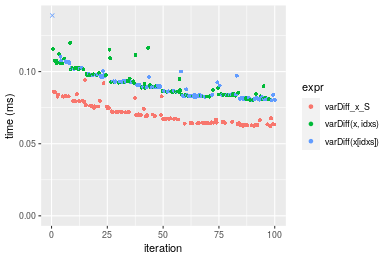 time (ms)
0.10
0.05
0.00
0
25
50
75
100
iteration
expr
varDiff_x_S
varDiff(x, idxs)
varDiff(x[idxs])